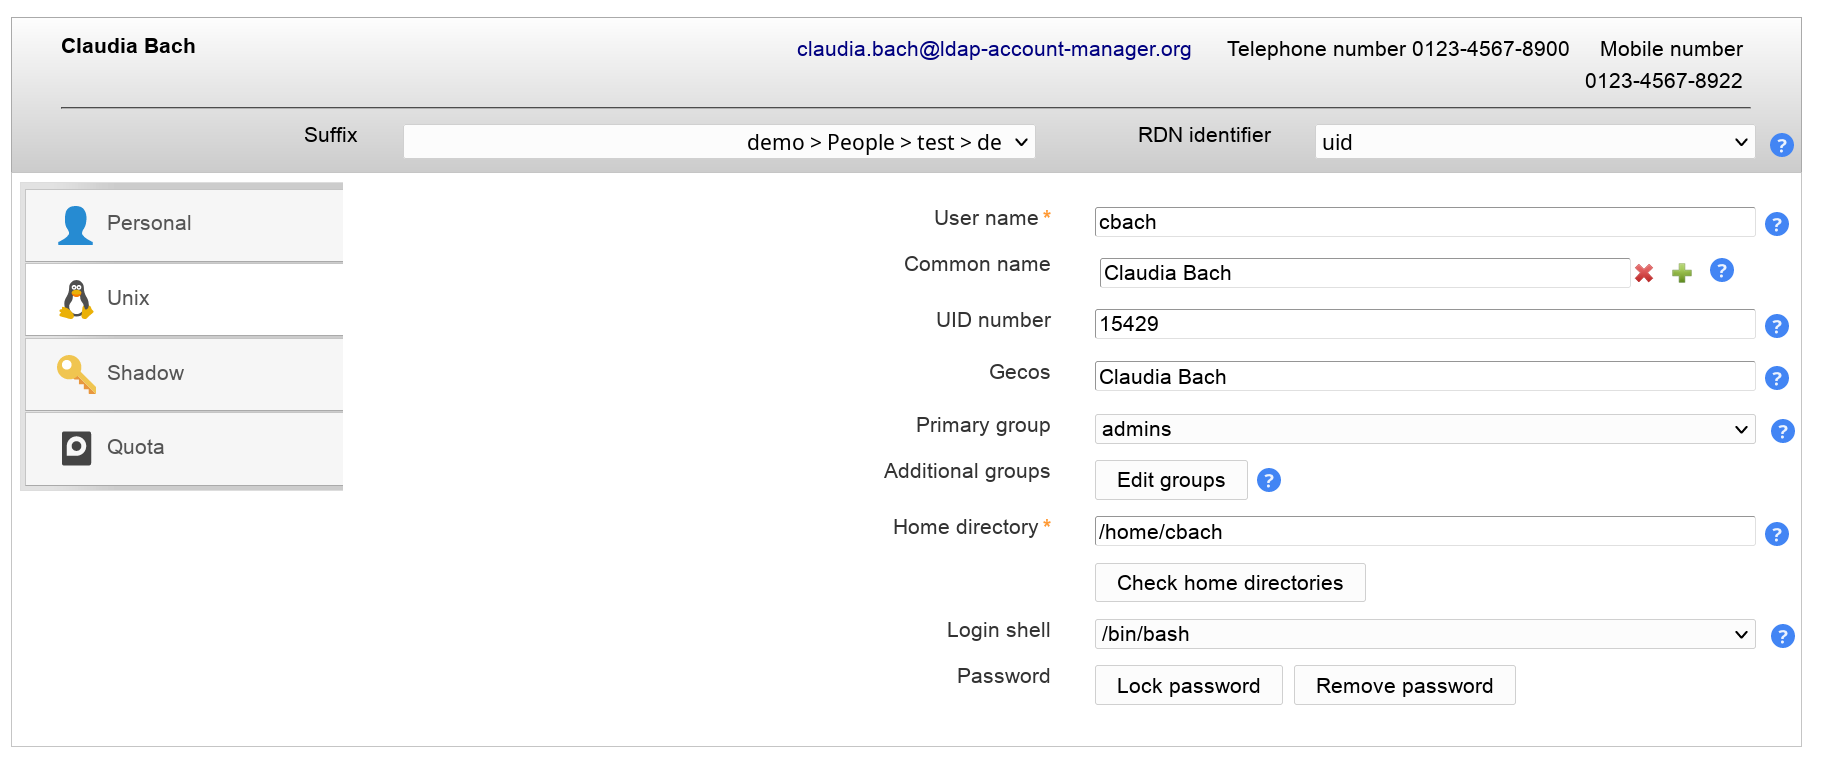 Claudia Bach
claudia.bach@ldap-account-manager.org Telephone number 0123-4567-8900 Mobile number
0123-4567-8922
Suffix demo > People > test > de RDN identifier uid ?
Personal
Unix
Shadow
Quota
User name * cbach ?
Common name Claudia Bach ?
UID number 15429 ?
Gecos Claudia Bach ?
Primary group admins ?
Additional groups Edit groups ?
Home directory * /home/cbach ?
Check home directories
Login shell /bin/bash ?
Password Lock password Remove password